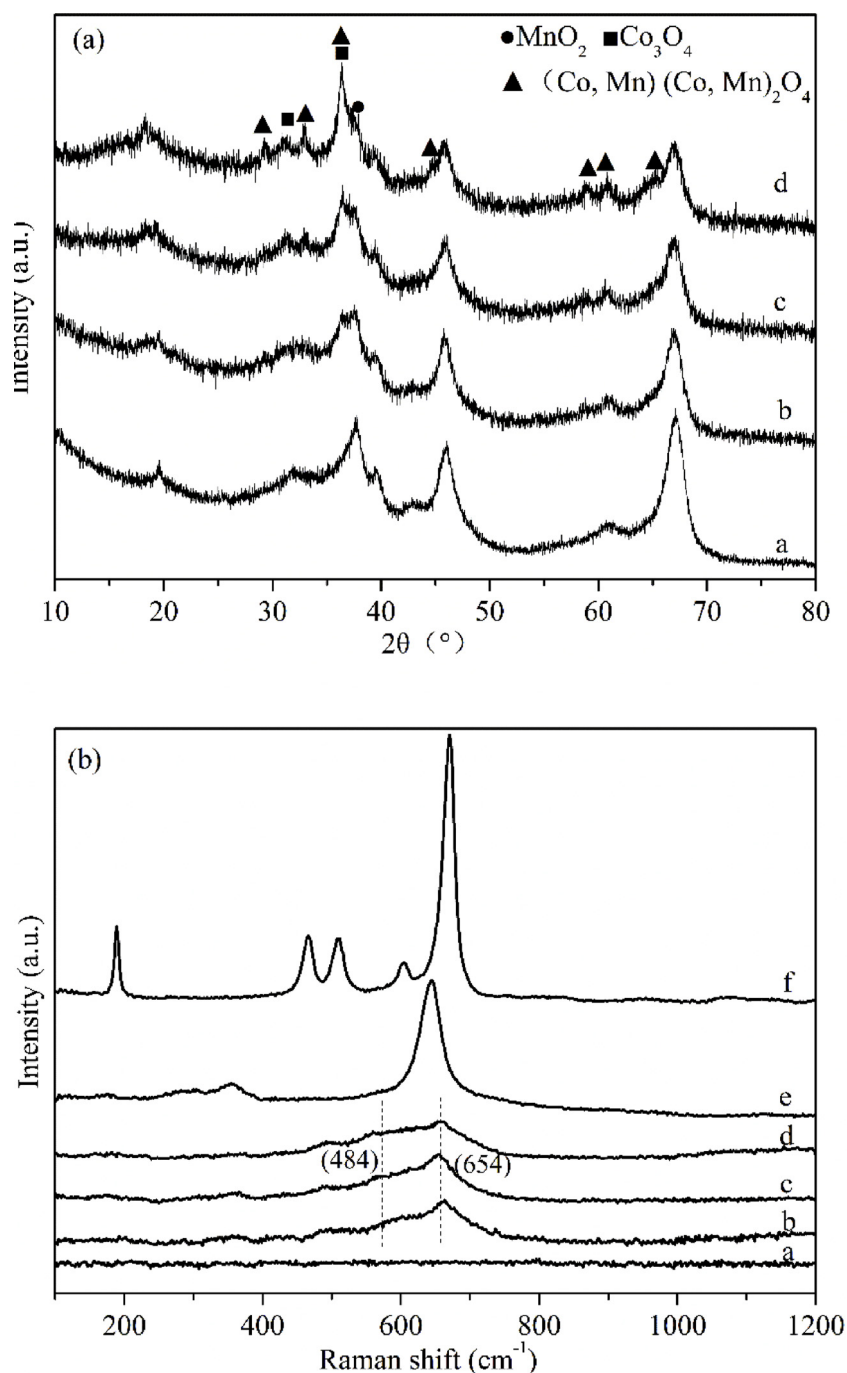 (a)
●MnO2 ■Co3O4
▲ (Co, Mn) (Co, Mn)2O4
d
c
b
a
Intensity (a.u.)
10 20 30 40 50 60 70 80
2θ (°)
(b)
f
e
d
(484) (654)
c
b
a
Intensity (a.u.)
200 400 600 800 1000 1200
Raman shift (cm-1)